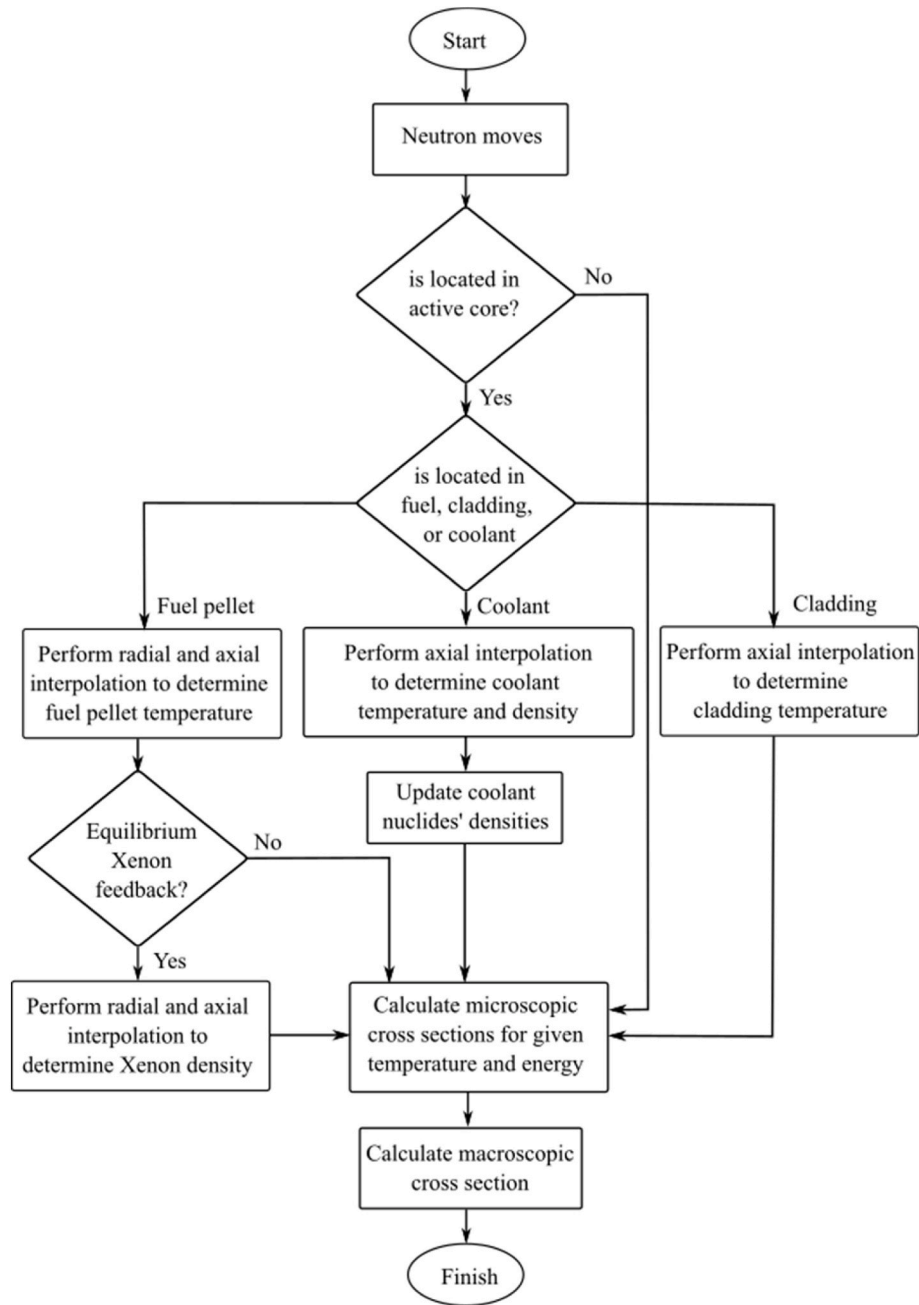 Start
Neutron moves
is located in
active core?
No
Yes
is located in
fuel, cladding,
or coolant
Fuel pellet
Coolant
Cladding
Perform radial and axial
interpolation to determine
fuel pellet temperature
Perform axial interpolation
to determine coolant
temperature and density
Perform axial interpolation
to determine
cladding temperature
Update coolant
nuclides' densities
Equilibrium
Xenon
feedback?
No
Yes
Perform radial and axial
interpolation to
determine Xenon density
Calculate microscopic
cross sections for given
temperature and energy
Calculate macroscopic
cross section
Finish